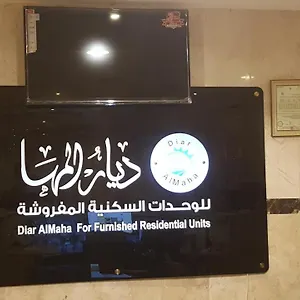 ديار المها
Diar
AlMaha
للوحدات السكنية المفروشة
Diar AlMaha For Furnished Residential Units